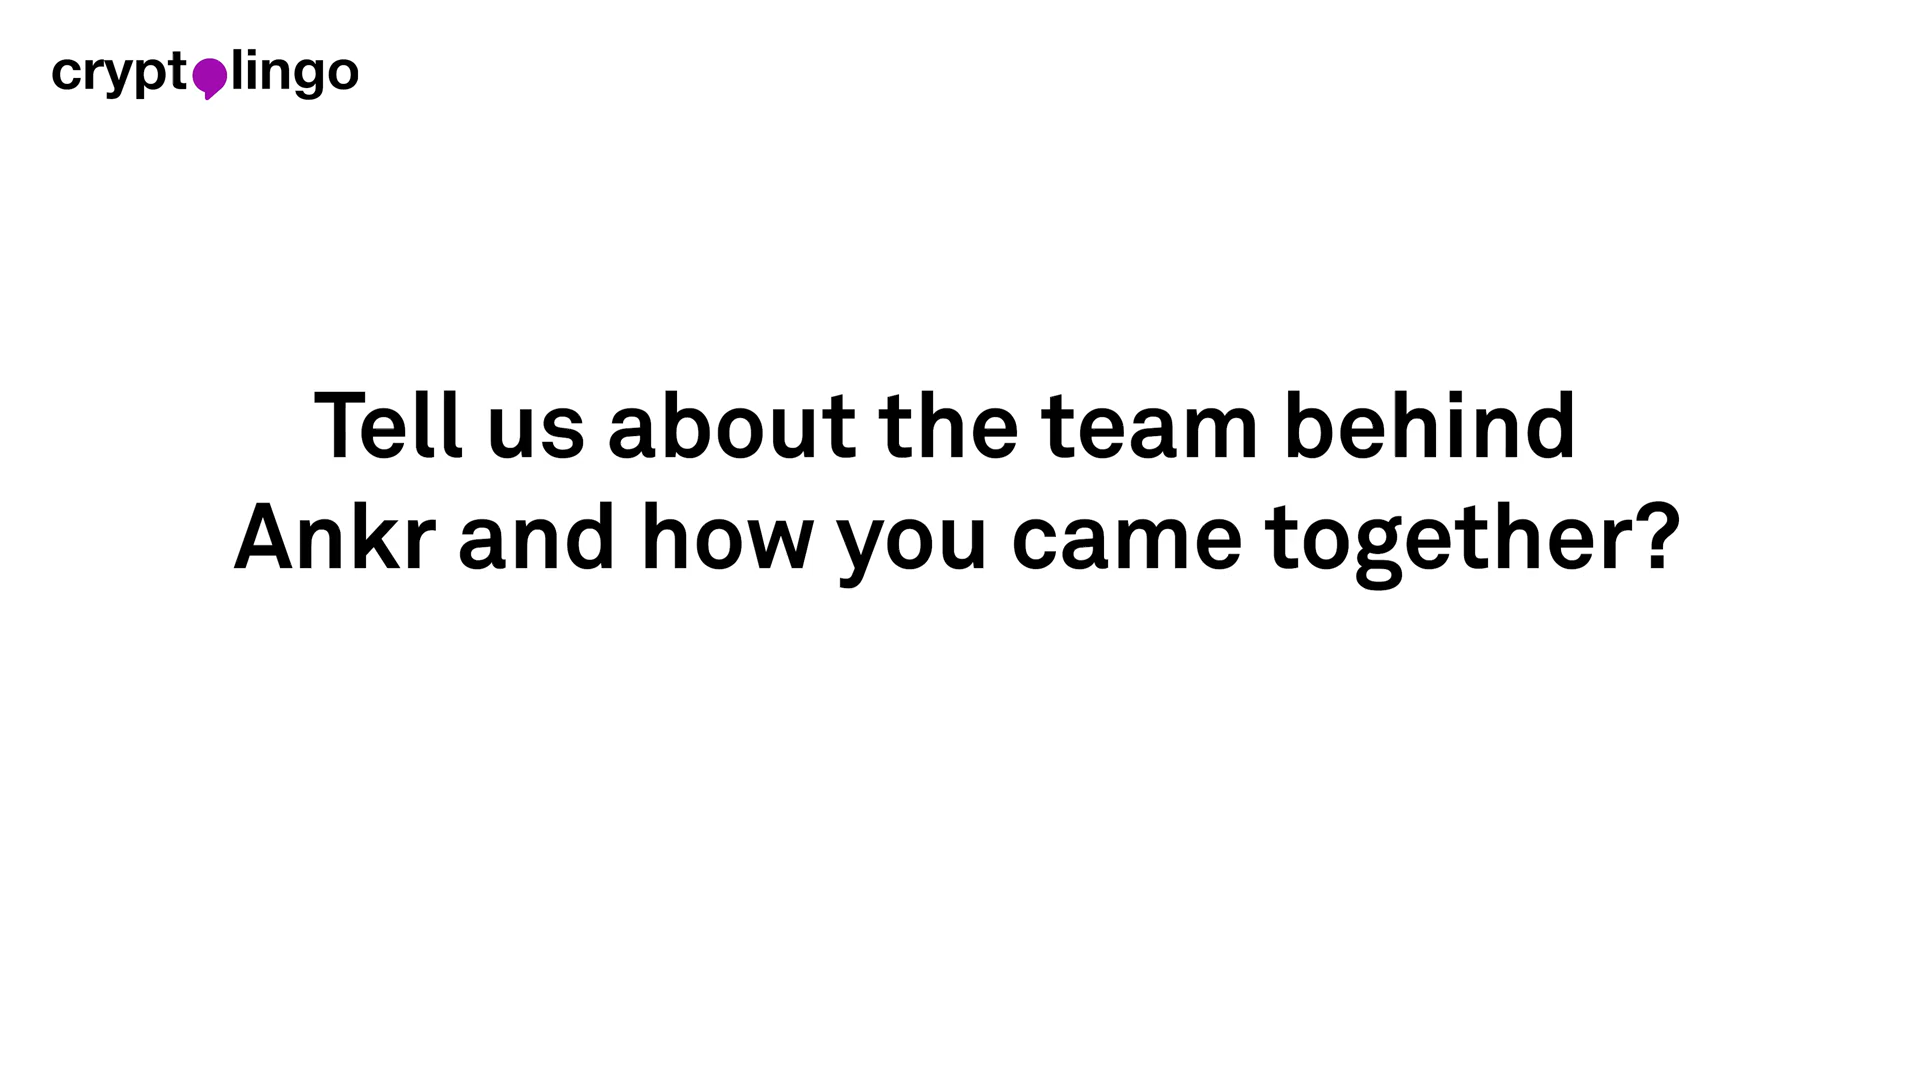 cryptolingo
Tell us about the team behind
Ankr and how you came together?